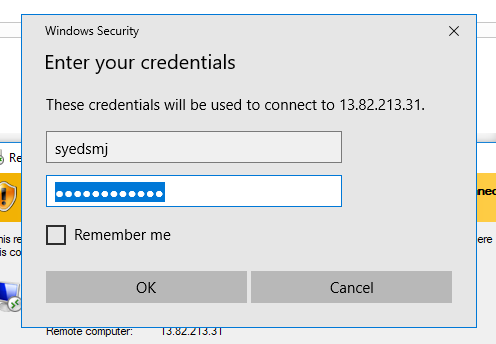 Windows Security
Enter your credentials
These credentials will be used to connect to 13.82.213.31.
syedsmj
••••••••••••
Remember me
OK
Cancel
Remote computer: 13.82.213.31